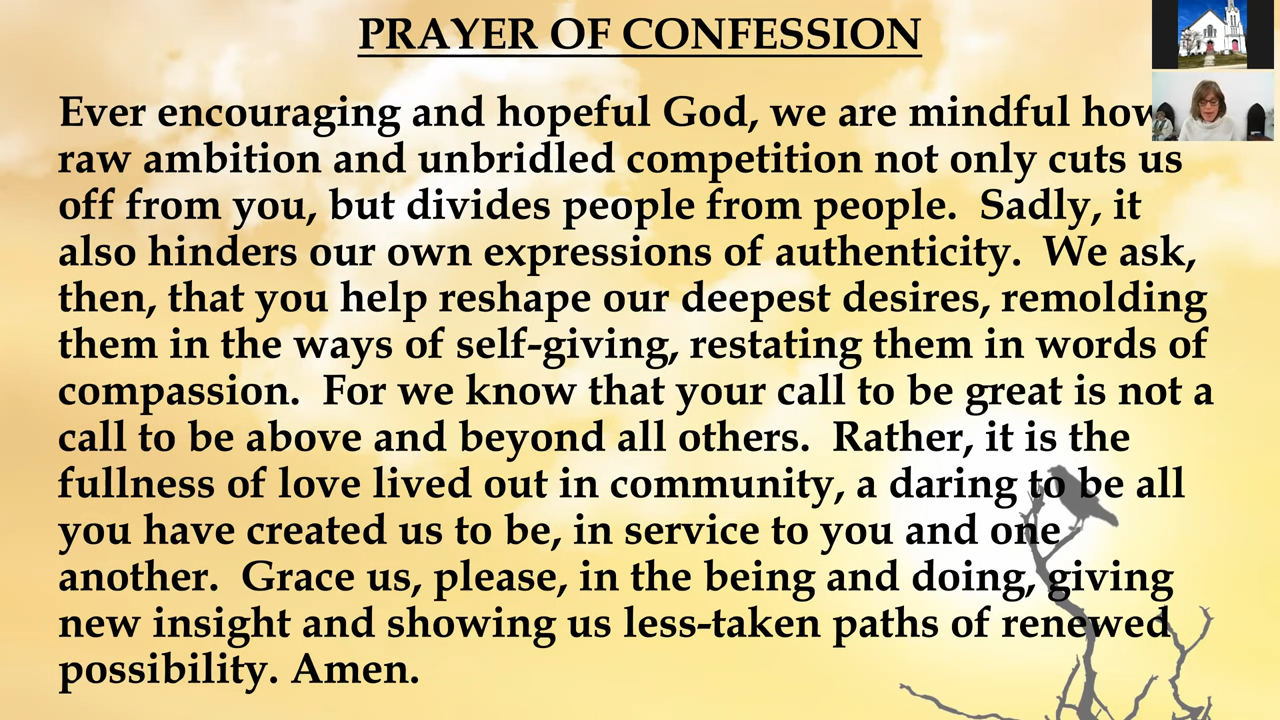 PRAYER OF CONFESSION
Ever encouraging and hopeful God, we are mindful how
raw ambition and unbridled competition not only cuts us
off from you, but divides people from people. Sadly, it
also hinders our own expressions of authenticity. We ask,
then, that you help reshape our deepest desires, remolding
them in the ways of self-giving, restating them in words of
compassion. For we know that your call to be great is not a
call to be above and beyond all others. Rather, it is the
fullness of love lived out in community, a daring to be all
you have created us to be, in service to you and one
another. Grace us, please, in the being and doing, giving
new insight and showing us less-taken paths of renewed
possibility. Amen.